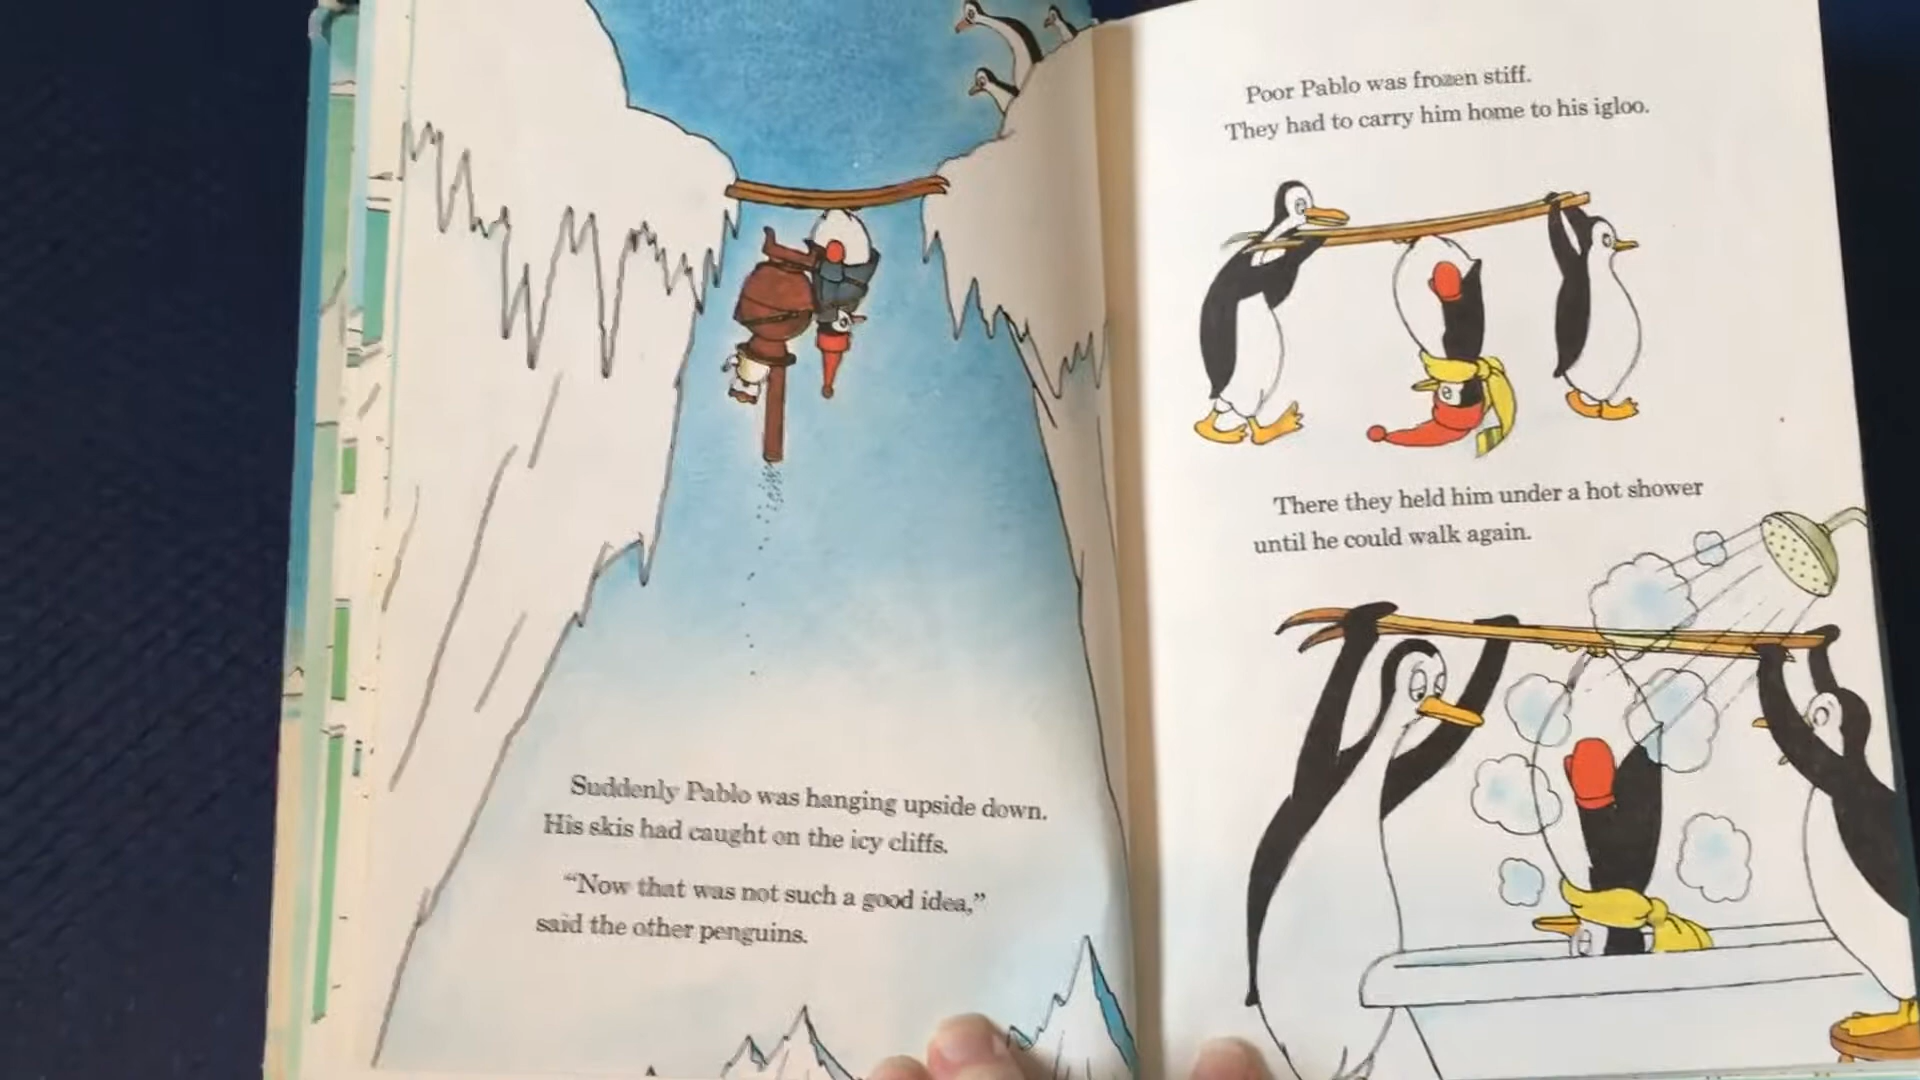 Suddenly Pablo was hanging upside down.
His skis had caught on the icy cliffs.
“Now that was not such a good idea,”
said the other penguins.
Poor Pablo was frozen stiff.
They had to carry him home to his igloo.
There they held him under a hot shower
until he could walk again.